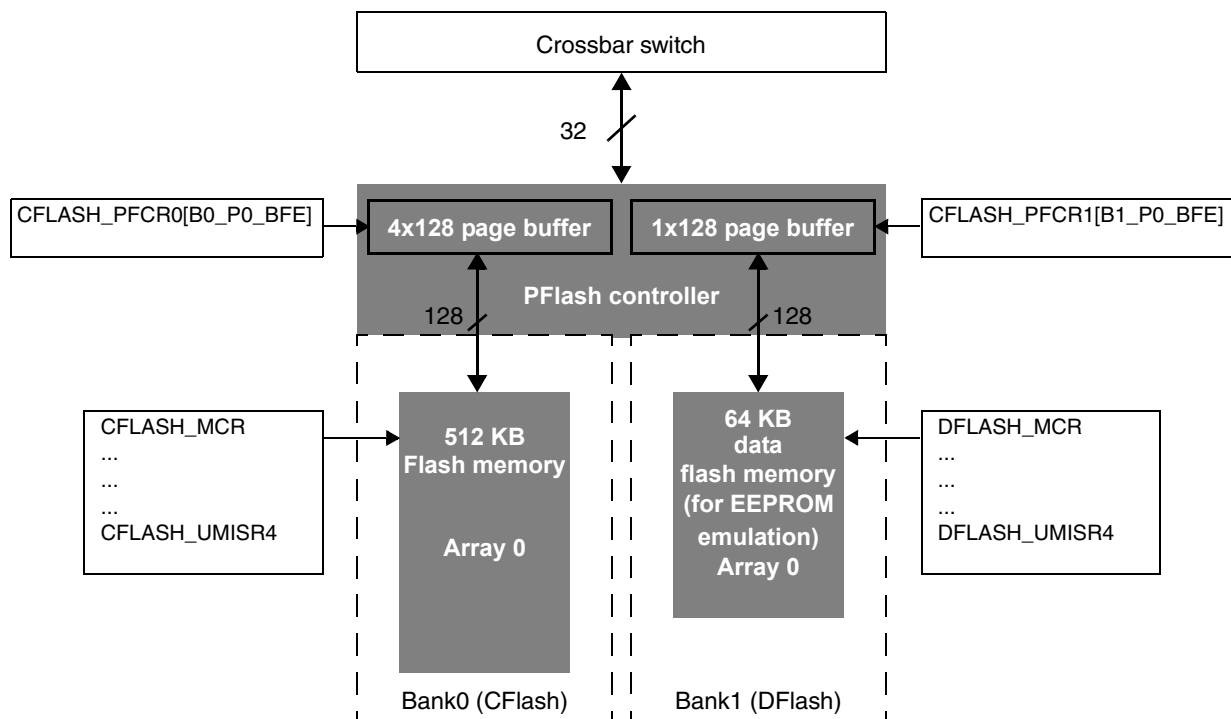 Crossbar switch
32
CFLASH_PFCR0[B0_P0_BFE]
4x128 page buffer
1x128 page buffer
CFLASH_PFCR1[B1_P0_BFE]
PFlash controller
128
128
CFLASH_MCR
...
...
...
CFLASH_UMISR4
512 KB
Flash memory
Array 0
64 KB
data
flash memory
(for EEPROM
emulation)
Array 0
DFLASH_MCR
...
...
...
DFLASH_UMISR4
Bank0 (CFlash)
Bank1 (DFlash)